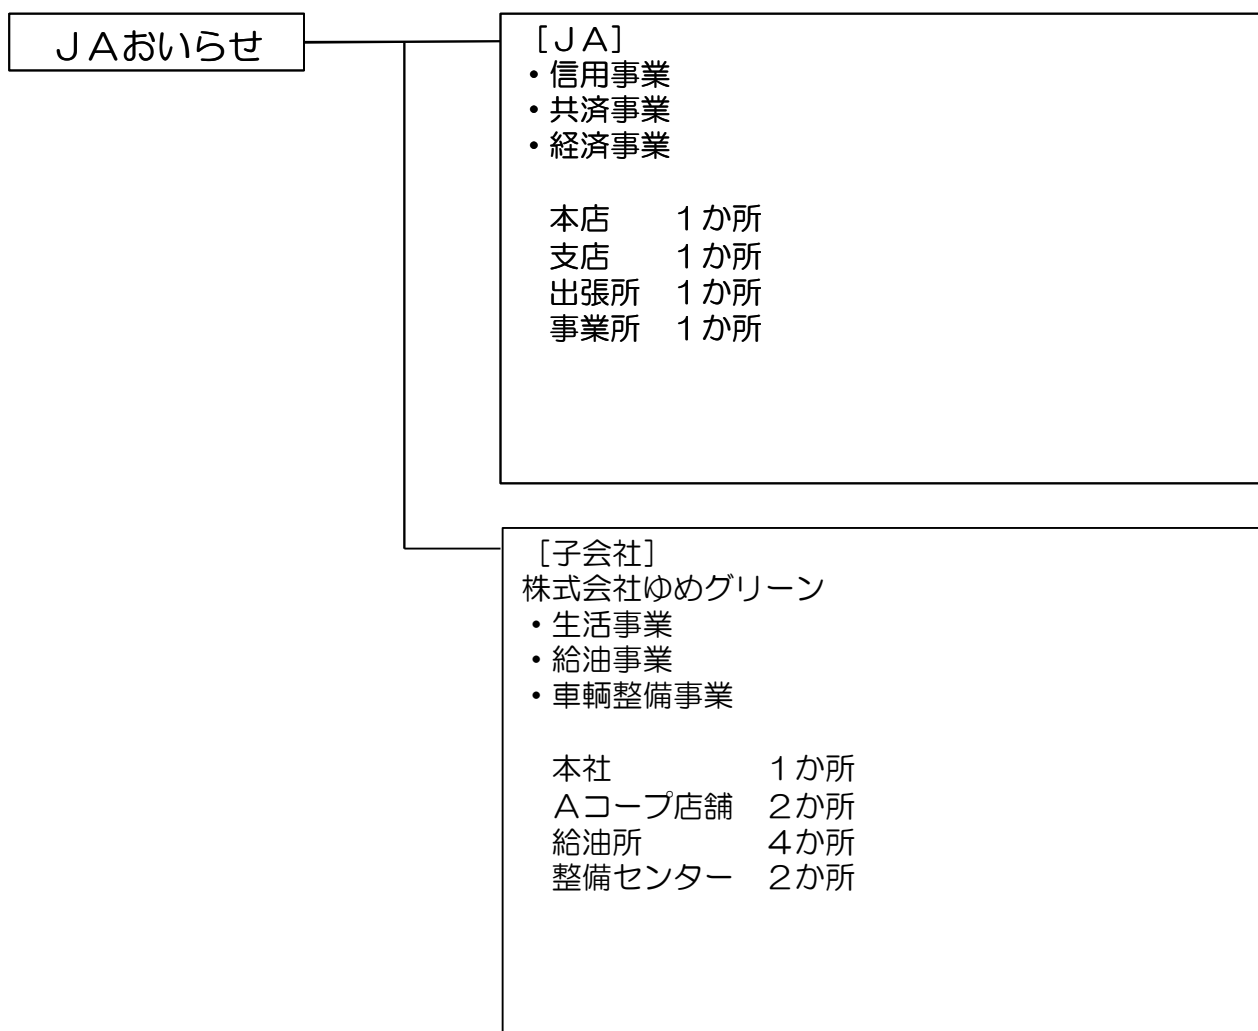 ＪＡおいらせ
［ＪＡ］
・信用事業
・共済事業
・経済事業
本店　　１か所
支店　　１か所
出張所　１か所
事業所　１か所
［子会社］
株式会社ゆめグリーン
・生活事業
・給油事業
・車輌整備事業
本社　　　　　１か所
Ａコープ店舗　２か所
給油所　　　　４か所
整備センター　２か所